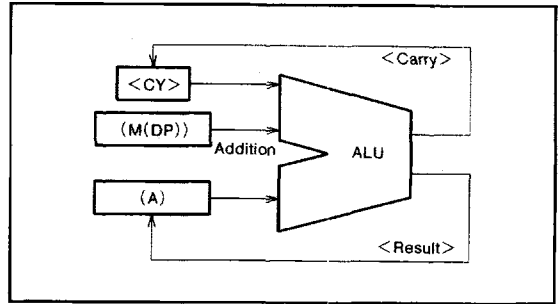 <Carry>
<CY>
(M(DP))
Addition
ALU
(A)
<Result>